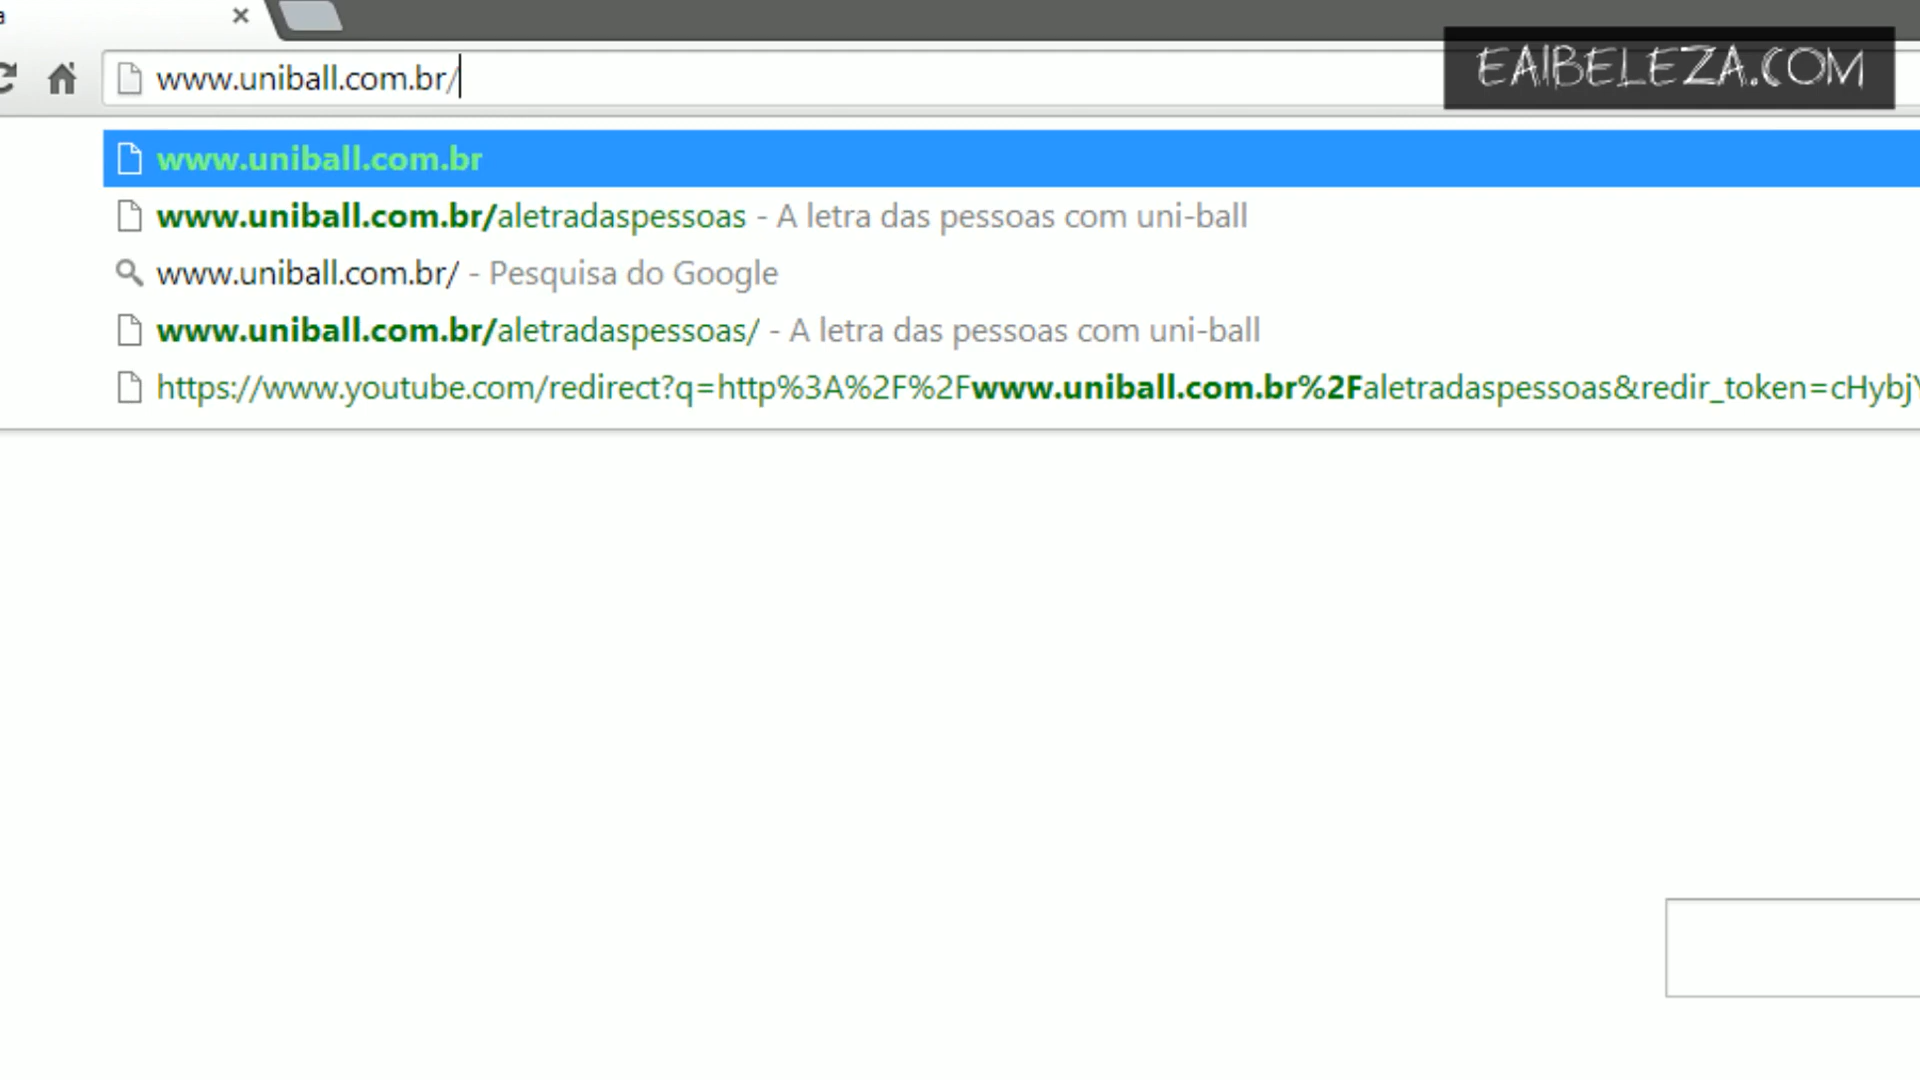 www.uniball.com.br/
EAIBELEZA.COM
www.uniball.com.br
www.uniball.com.br/aletradaspessoas - A letra das pessoas com uni-ball
www.uniball.com.br/ - Pesquisa do Google
www.uniball.com.br/aletradaspessoas/ - A letra das pessoas com uni-ball
https://www.youtube.com/redirect?q=http%3A%2F%2Fwww.uniball.com.br%2Faletradaspessoas&redir_token=cHybj